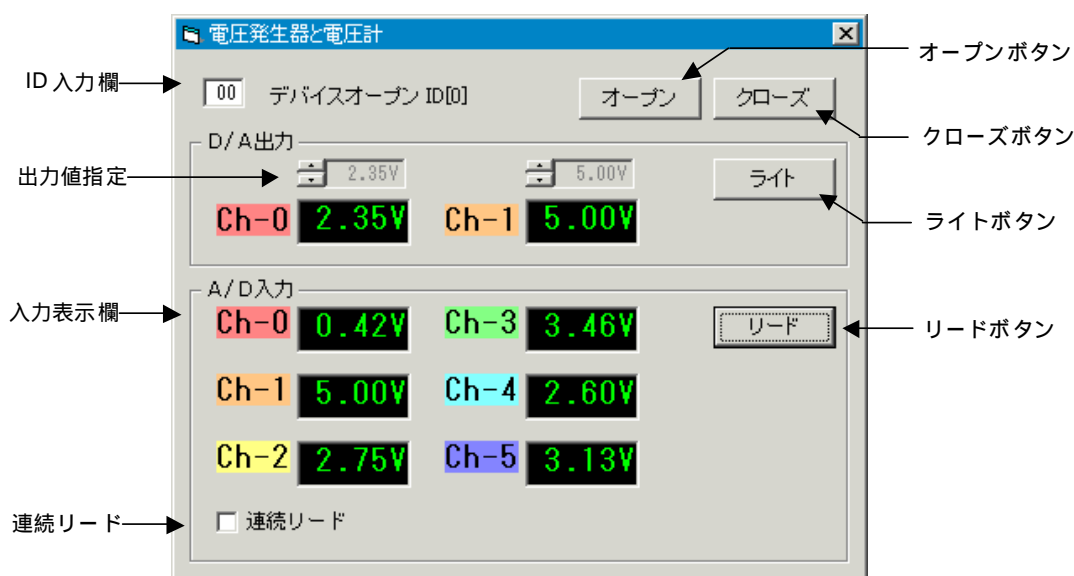 電圧発生器と電圧計
オープンボタン
ID 入力欄
00 デバイスオープン ID[0]
オープン クローズ
クローズボタン
D/A出力
出力値指定
2.35V 5.00V
ライト
Ch-0 2.35V Ch-1 5.00V
ライトボタン
A/D入力
入力表示欄
Ch-0 0.42V Ch-3 3.46V
リード
リードボタン
Ch-1 5.00V Ch-4 2.60V
Ch-2 2.75V Ch-5 3.13V
連続リード
連続リード